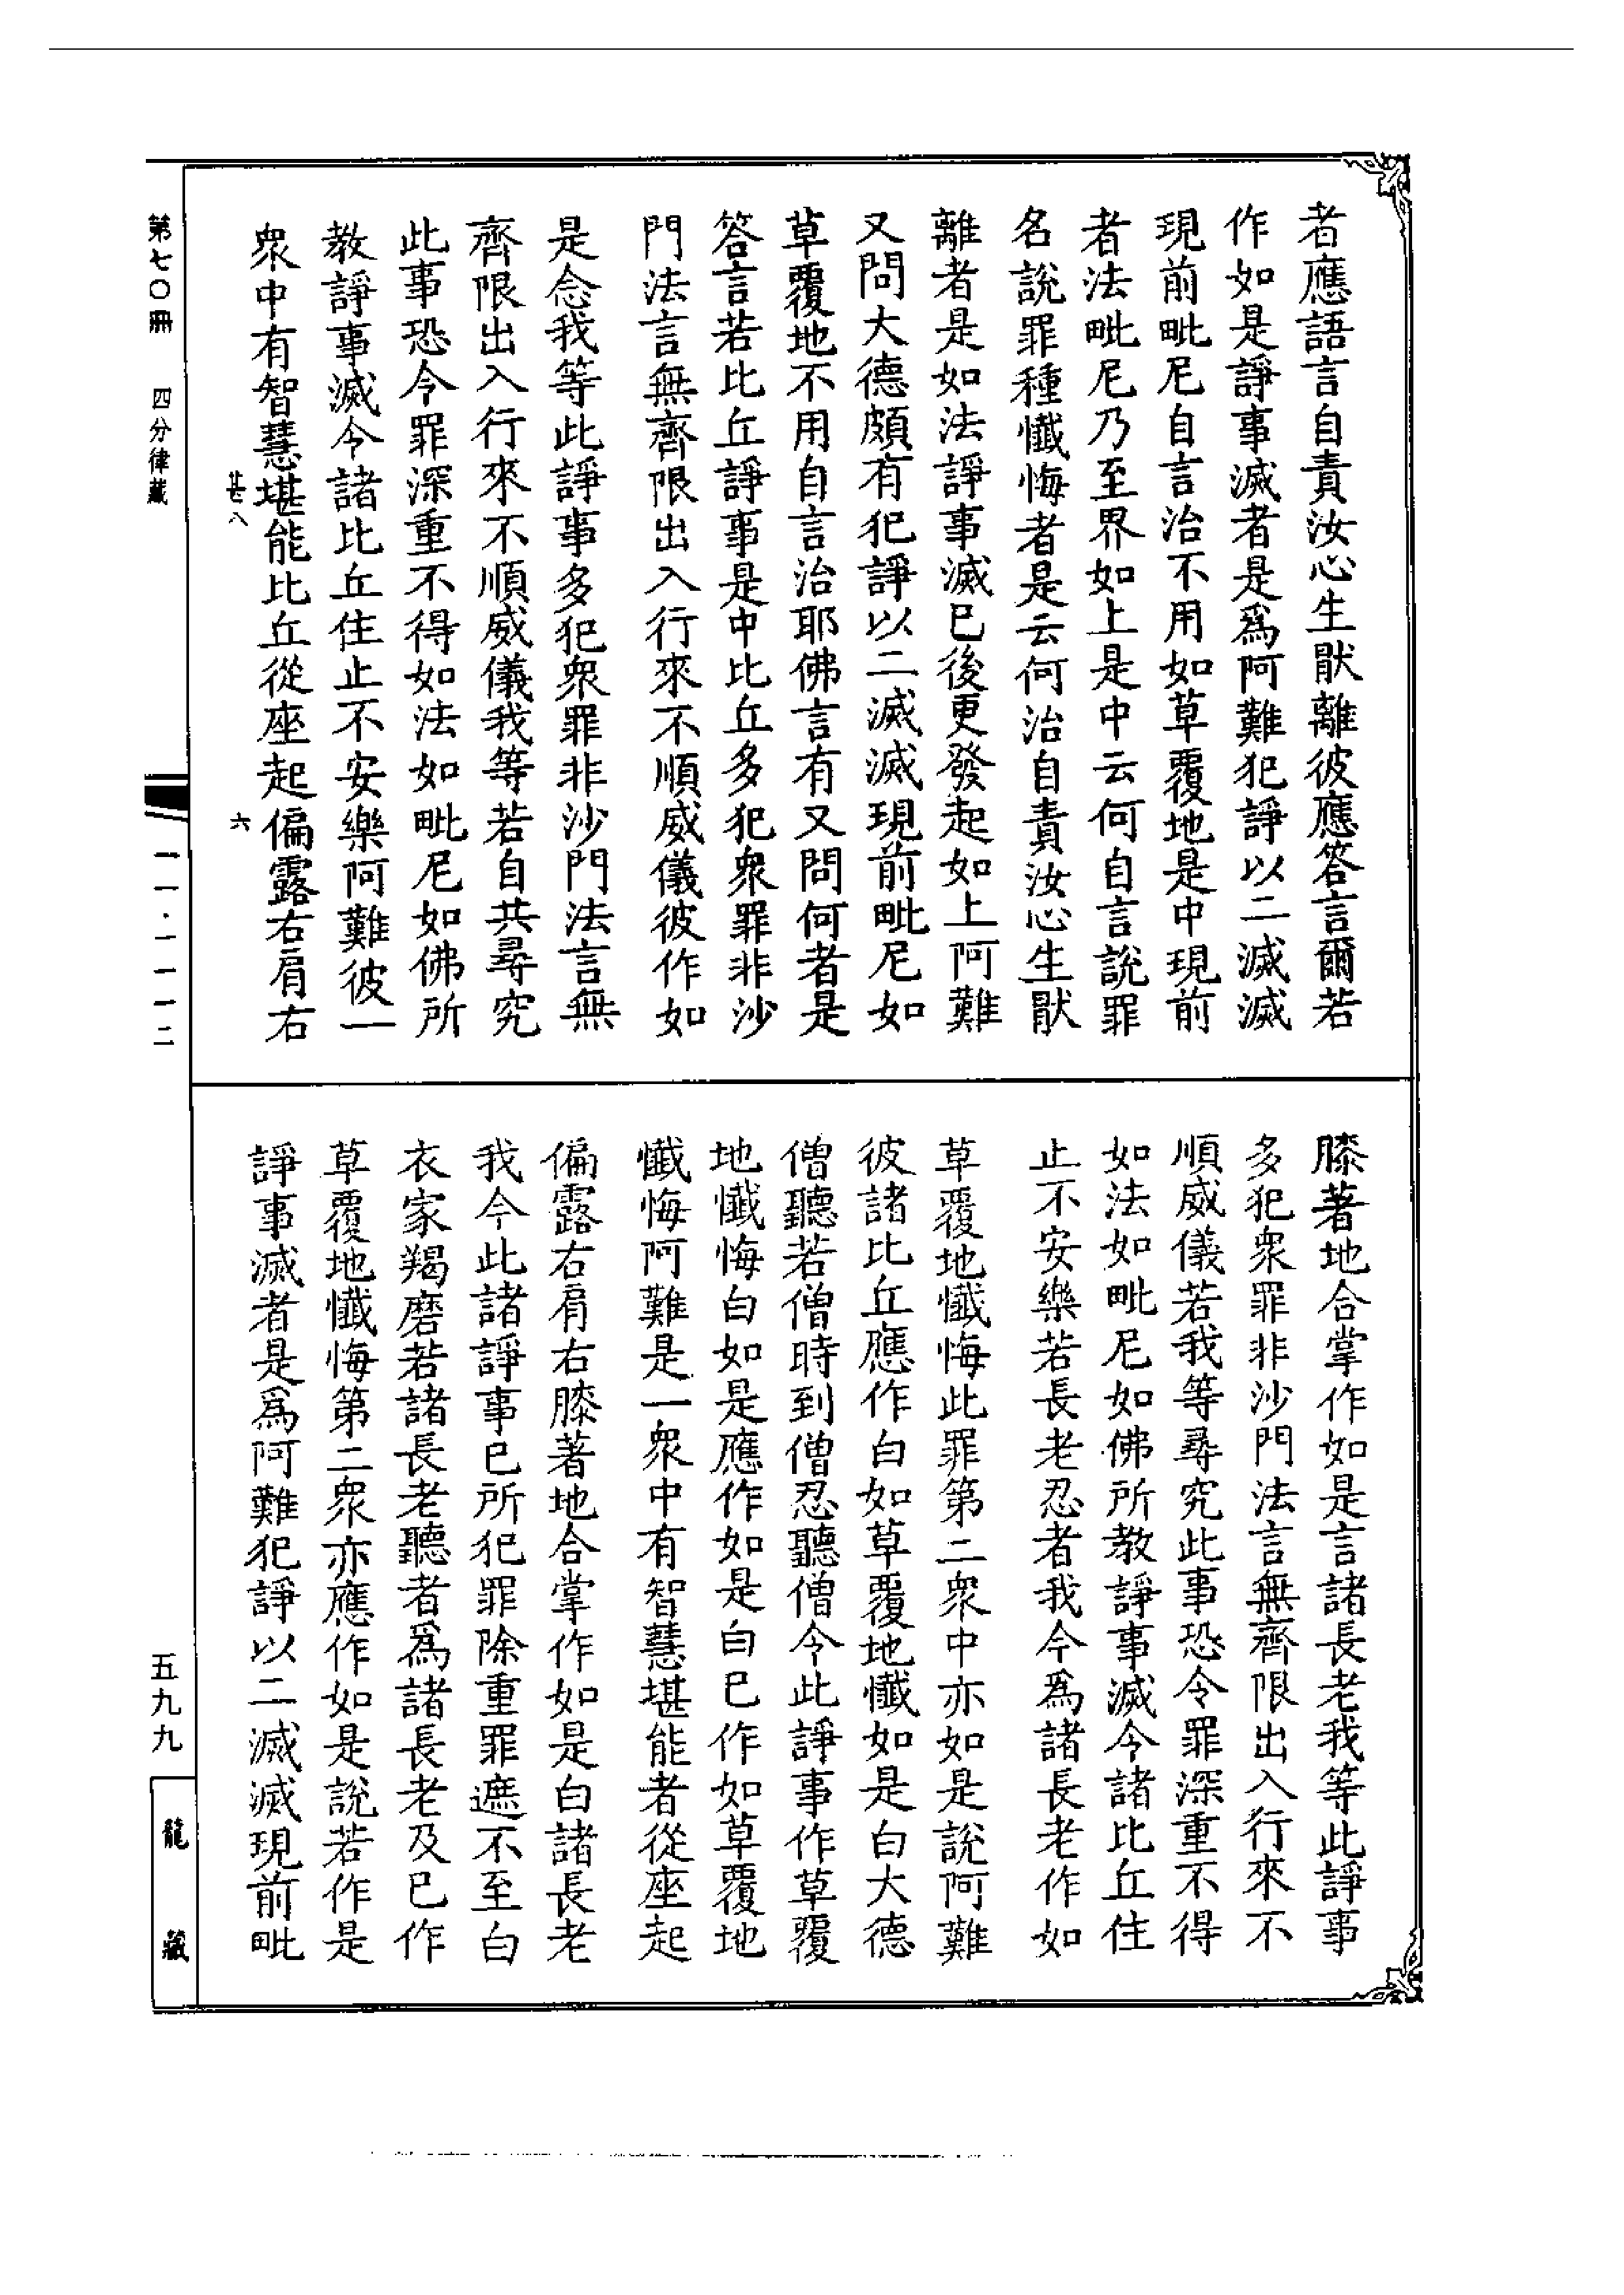 者應語言自責汝心生厭離彼應答言爾若
作如是諍事滅者是爲阿難犯諍以二滅滅
現前毗尼自言治不用如草覆地是中現前
者法毗尼乃至界如上是中云何自言說罪
名說罪種懺悔者是云何治自責汝心生厭
離者是如法諍事滅已後更發起如上阿難
又問大德頗有犯諍以二滅滅現前毗尼如
草覆地不用自言治耶佛言有又問何者是
答言若比丘諍事是中比丘多犯衆罪非沙
門法言無齊限出入行來不順威儀彼作如
是念我等此諍事多犯衆罪非沙門法言無
齊限出入行來不順威儀我等若自共尋究
此事恐令罪深重不得如法如毗尼如佛所
教諍事滅令諸比丘住止不安樂阿難彼一
衆中有智慧堪能比丘從座起偏露右肩右
膝著地合掌作如是言諸長老我等此諍事
多犯衆罪非沙門法言無齊限出入行來不
順威儀若我等尋究此事恐令罪深重不得
如法如毗尼如佛所教諍事滅令諸比丘住
止不安樂若長老忍者我今爲諸長老作如
草覆地懺悔此罪第二衆中亦如是說阿難
彼諸比丘應作白如草覆地懺如是白大德
僧聽若僧時到僧忍聽僧今此諍事作草覆
地懺悔白如是應作如是白已作如草覆地
懺悔阿難是一衆中有智慧堪能者從座起
偏露右肩右膝著地合掌作如是白諸長老
我今此諸諍事已所犯罪除重罪遮不至白
衣家羯磨若諸長老聽者爲諸長老及已作
草覆地懺悔第二衆亦應作如是說若作是
諍事滅者是爲阿難犯諍以二滅滅現前毗
第七〇冊 四分律藏
甚八 六
一一·一一一二
五九九
龍藏